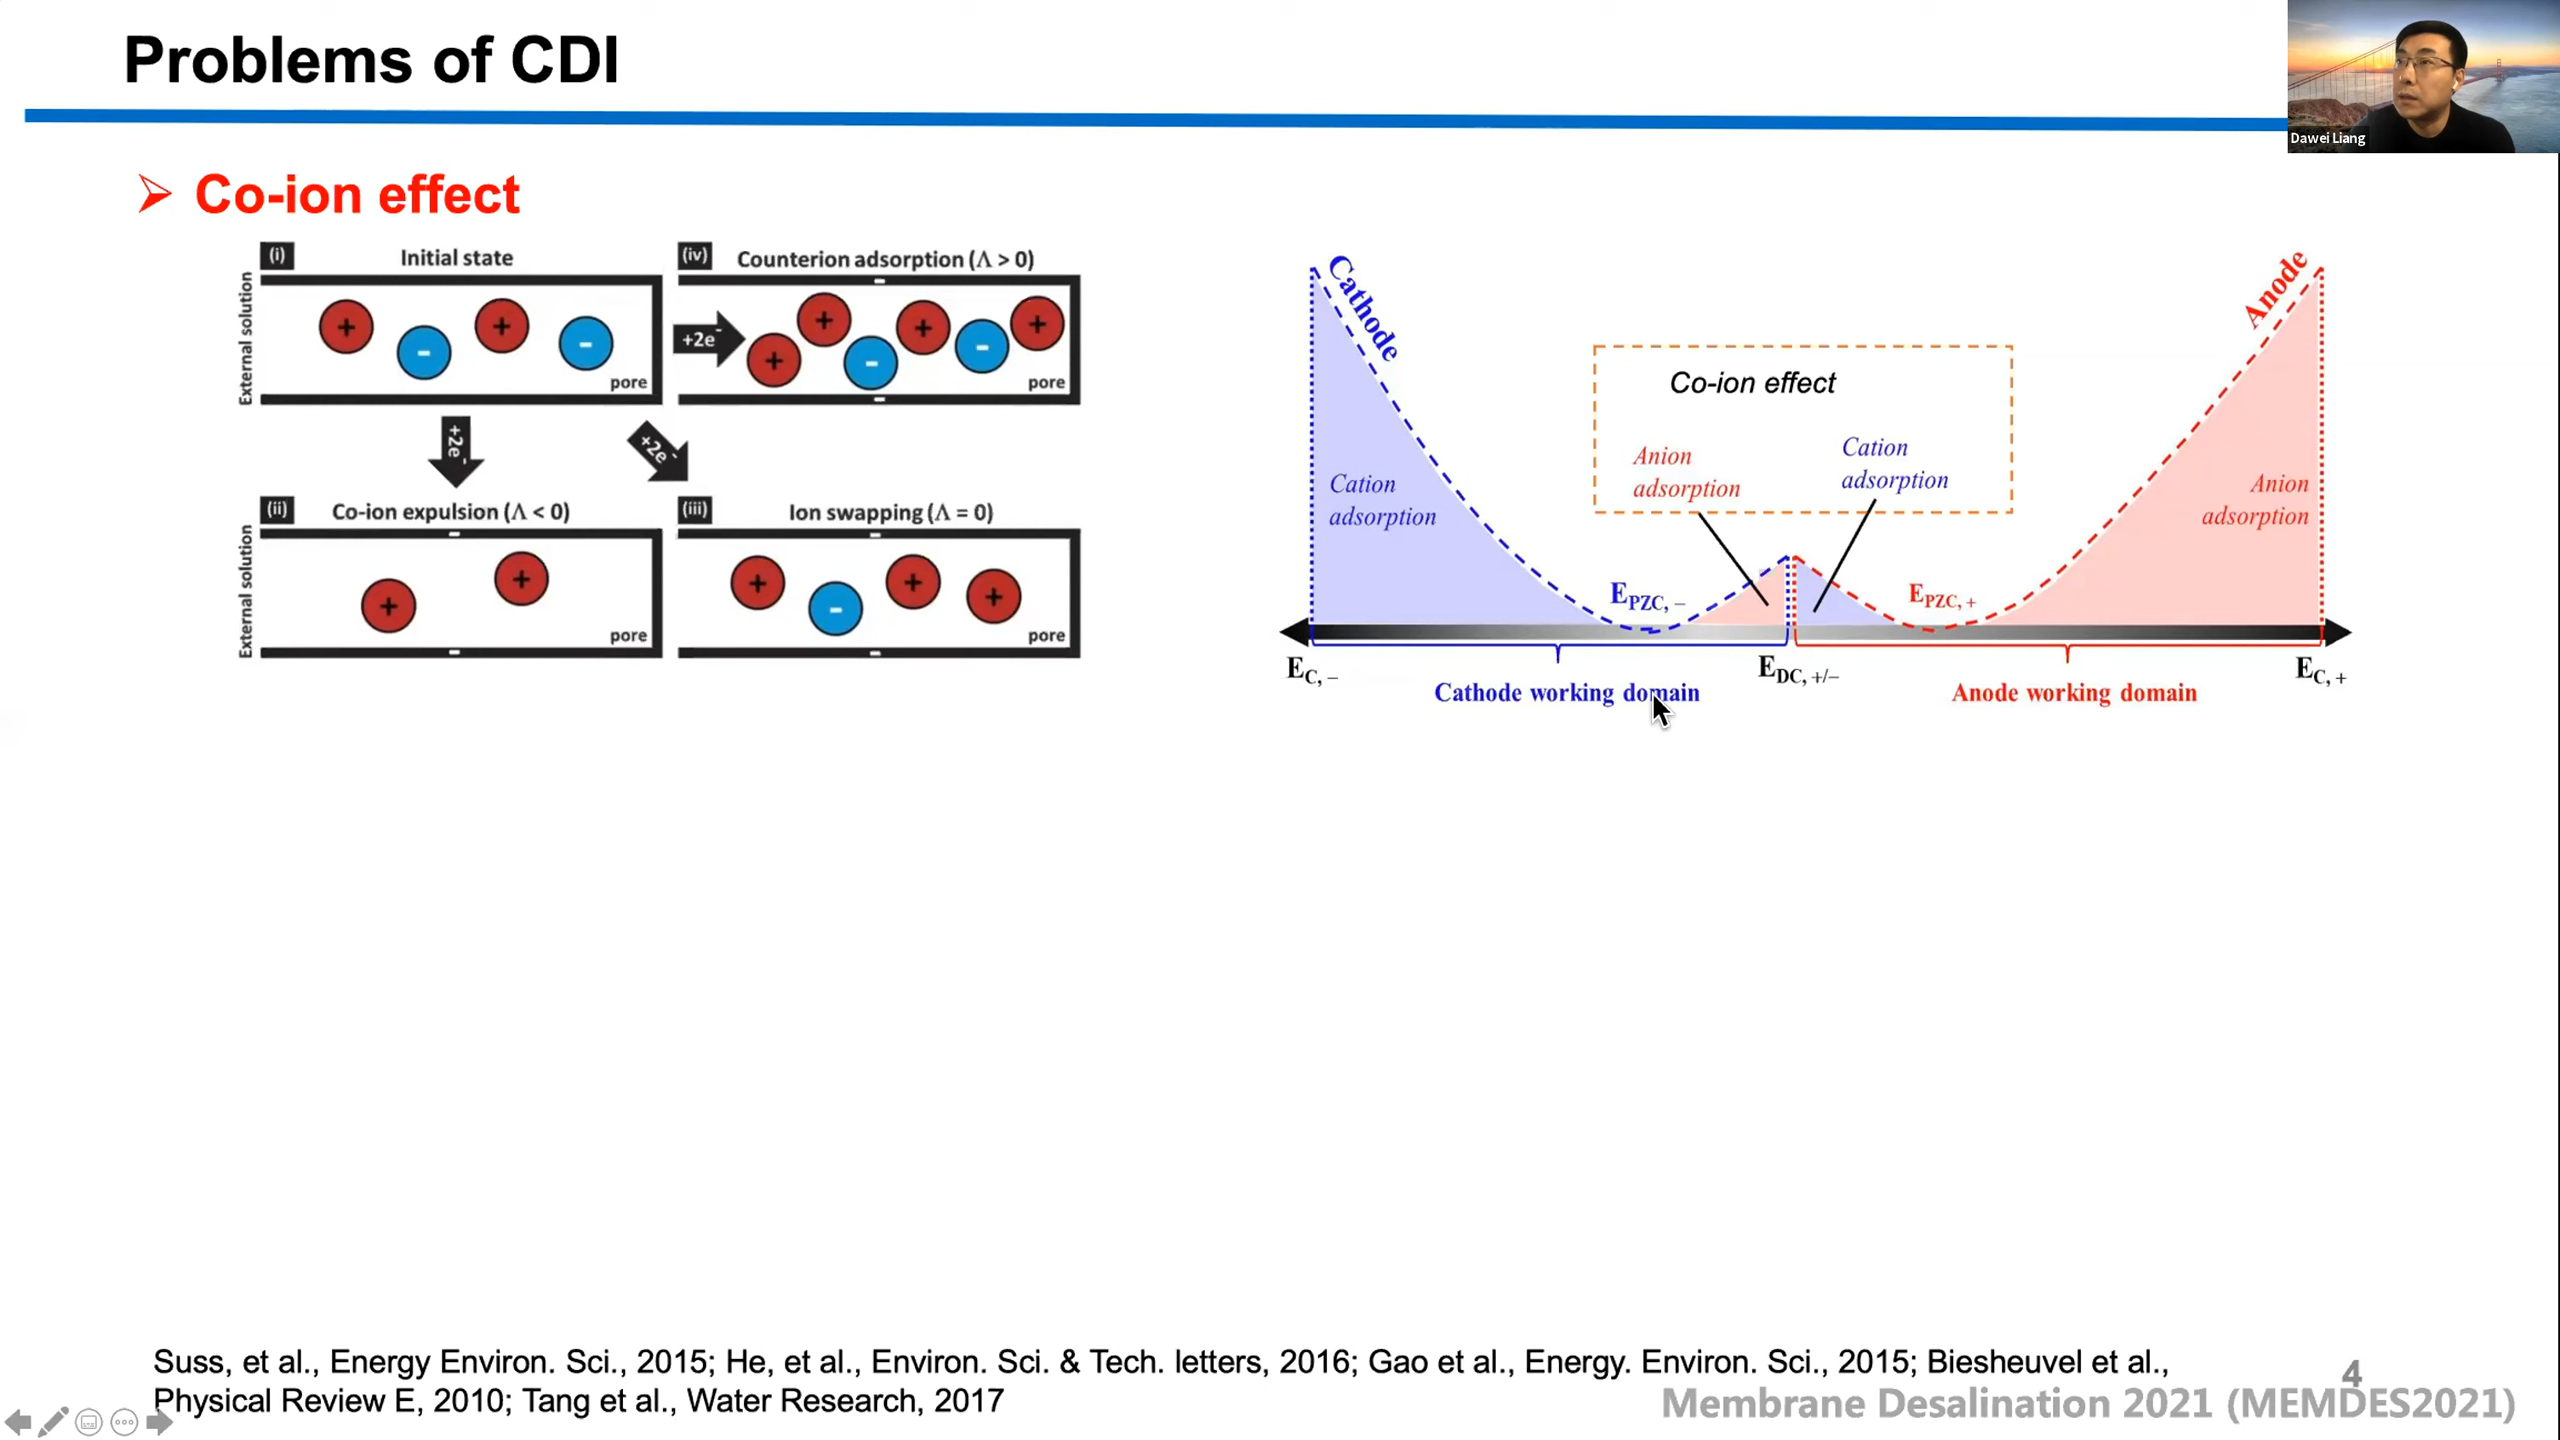 Problems of CDI
Dawei Liang
➢ Co-ion effect
(i) Initial state
External solution
+ - + -
pore
+2e⁻
(iv) Counterion adsorption (Λ > 0)
+ + - + - +
pore
+2e⁻
+2e⁻
(ii) Co-ion expulsion (Λ < 0)
External solution
+ +
pore
(iii) Ion swapping (Λ = 0)
+ - + +
pore
Cathode
Anode
Co-ion effect
Anion
adsorption
Cation
adsorption
Cation
adsorption
Anion
adsorption
E_PZC, −
E_PZC, +
E_C, −
E_DC, +/−
E_C, +
Cathode working domain
Anode working domain
Suss, et al., Energy Environ. Sci., 2015; He, et al., Environ. Sci. & Tech. letters, 2016; Gao et al., Energy. Environ. Sci., 2015; Biesheuvel et al.,
Physical Review E, 2010; Tang et al., Water Research, 2017
4
Membrane Desalination 2021 (MEMDES2021)